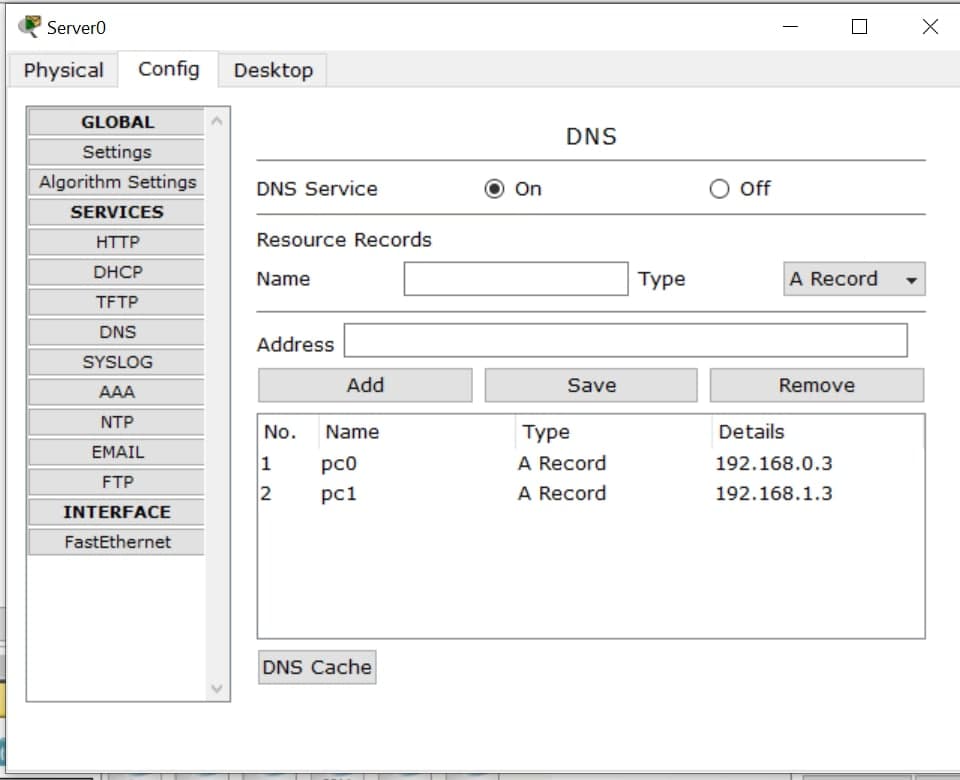 Server0
Physical Config Desktop
GLOBAL
Settings
Algorithm Settings
SERVICES
HTTP
DHCP
TFTP
DNS
SYSLOG
AAA
NTP
EMAIL
FTP
INTERFACE
FastEthernet
DNS
DNS Service On Off
Resource Records
Name Type A Record
Address
Add Save Remove
No. Name Type Details
1 pc0 A Record 192.168.0.3
2 pc1 A Record 192.168.1.3
DNS Cache